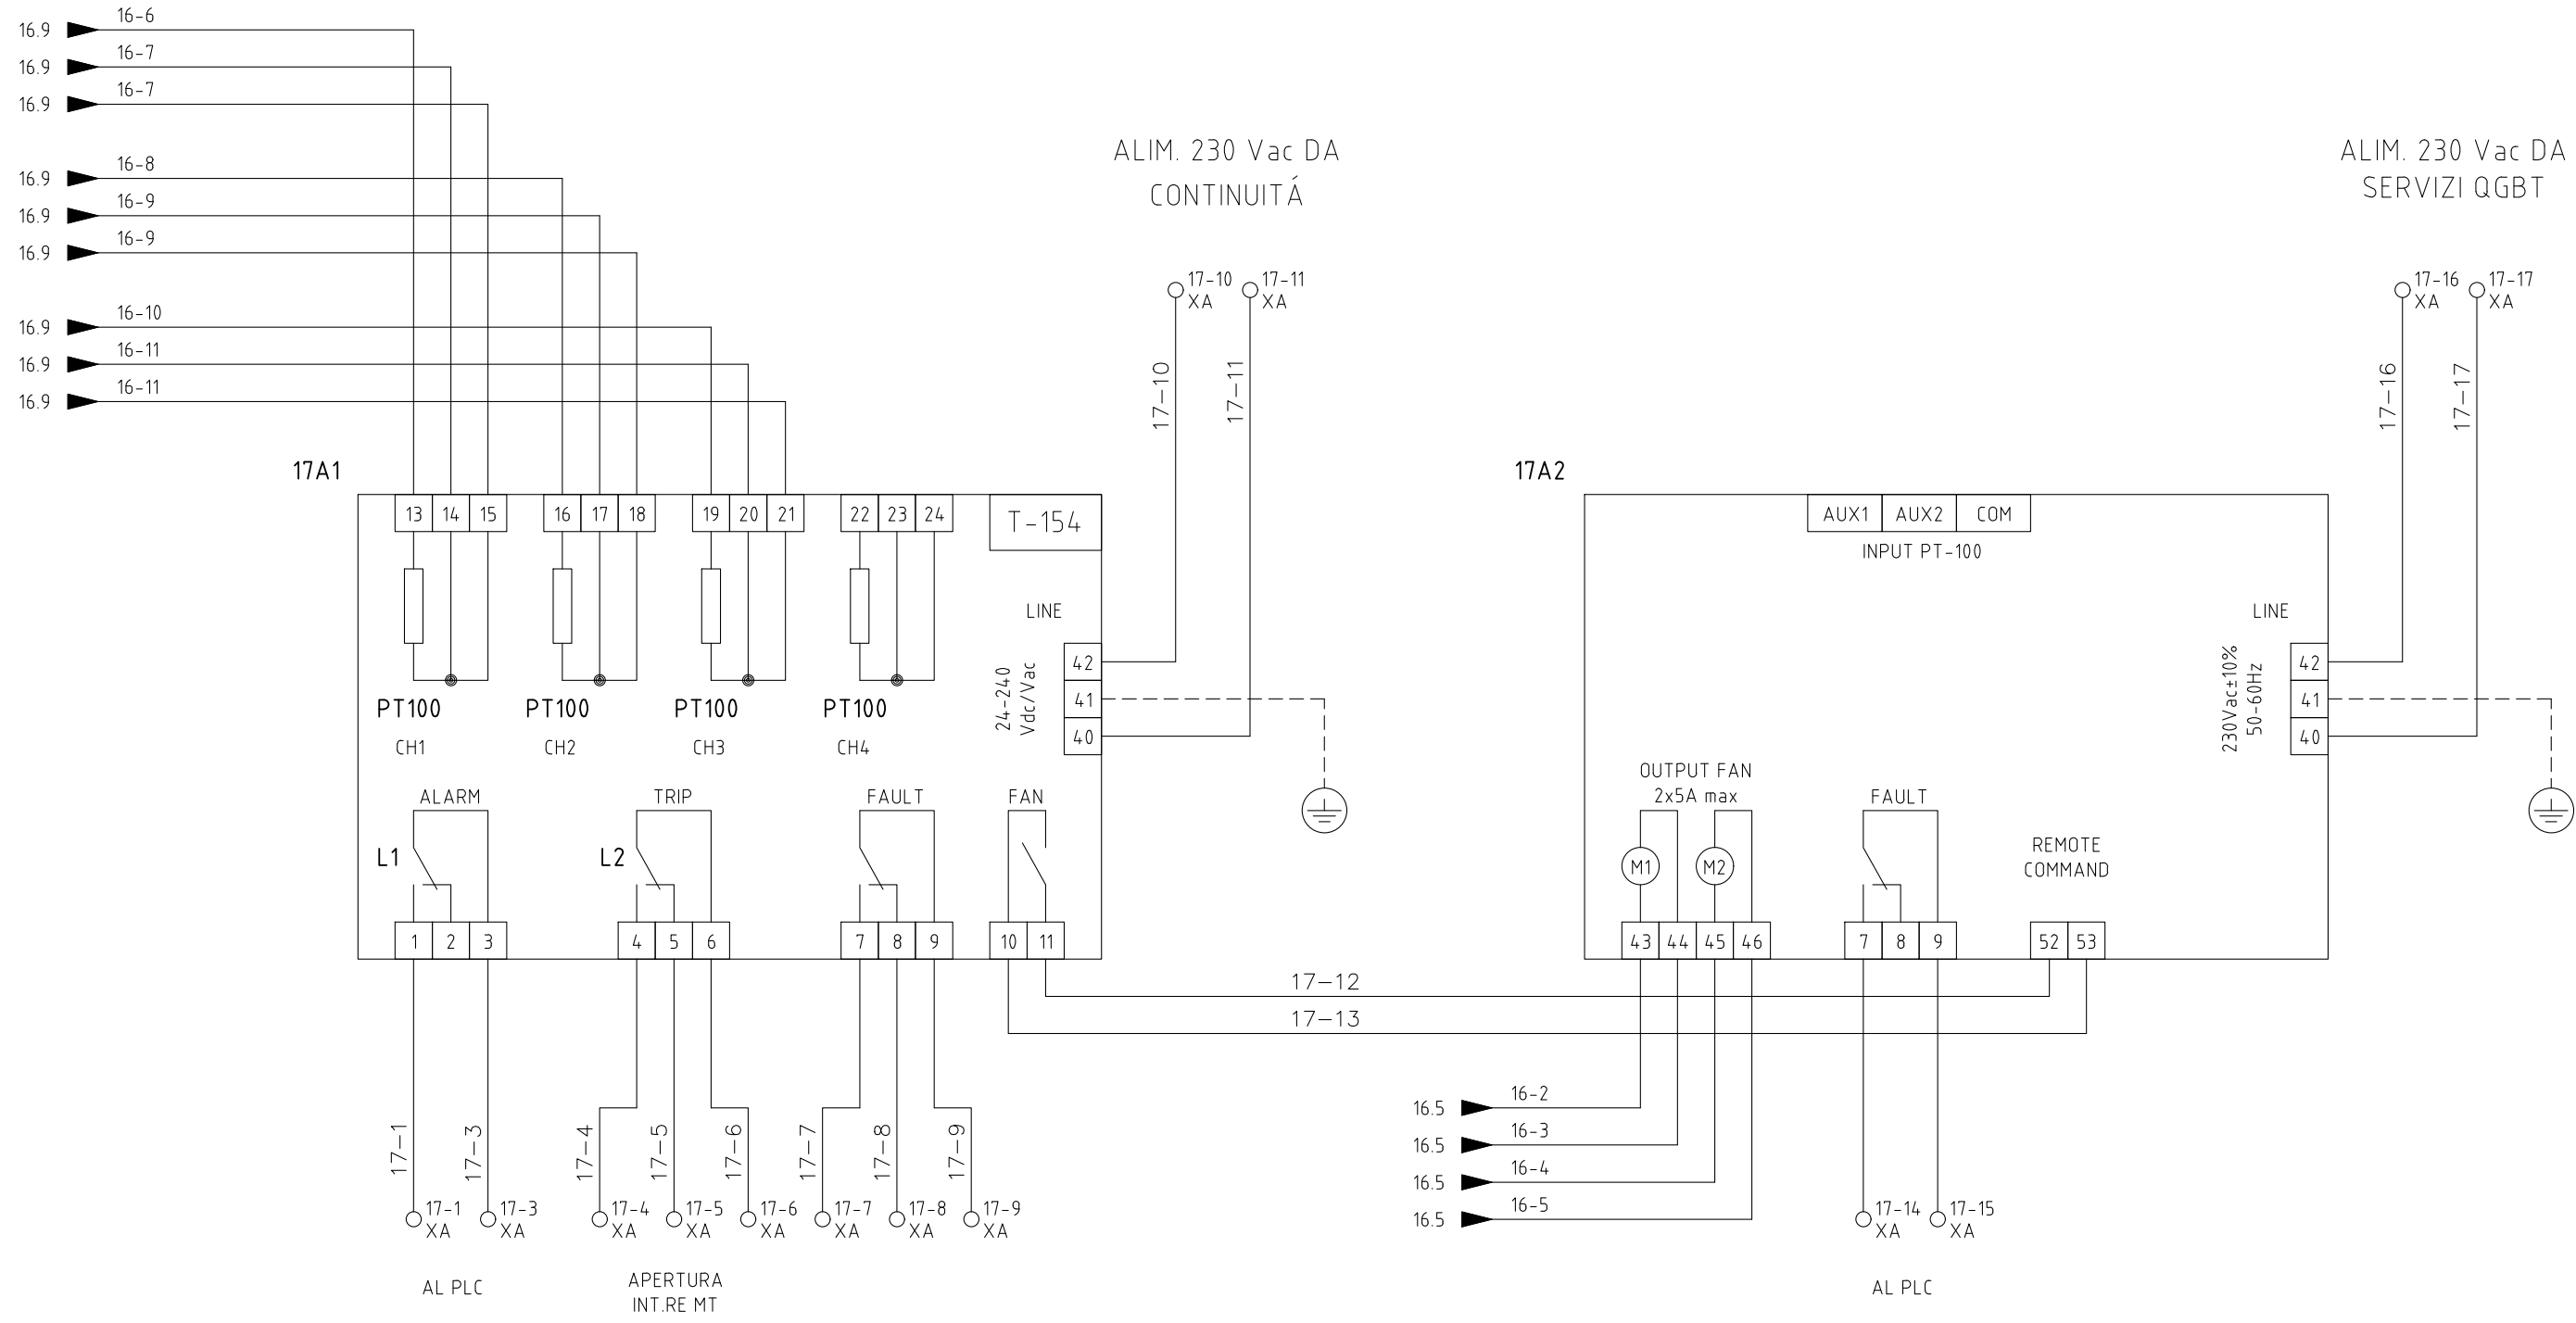 16-6
16.9
16-7
16.9
16-7
16.9
16-8
16.9
16-9
16.9
16-9
16.9
16-10
16.9
16-11
16.9
16-11
16.9
ALIM. 230 Vac DA
CONTINUITÁ
17-10
XA
17-11
XA
17-10
17-11
ALIM. 230 Vac DA
SERVIZI QGBT
17-16
XA
17-17
XA
17-16
17-17
17A1
13 14 15
16 17 18
19 20 21
22 23 24
T-154
PT100
CH1
PT100
CH2
PT100
CH3
PT100
CH4
LINE
24-240
Vdc/Vac
42
41
40
ALARM
L1
TRIP
L2
FAULT
FAN
1 2 3
4 5 6
7 8 9
10 11
17A2
AUX1 AUX2 COM
INPUT PT-100
LINE
230Vac±10%
50-60Hz
42
41
40
OUTPUT FAN
2x5A max
M1
M2
FAULT
REMOTE
COMMAND
43 44 45 46
7 8 9
52 53
17-12
17-13
17-1
17-3
17-4
17-5
17-6
17-7
17-8
17-9
17-1
XA
17-3
XA
17-4
XA
17-5
XA
17-6
XA
17-7
XA
17-8
XA
17-9
XA
AL PLC
APERTURA
INT.RE MT
16-2
16.5
16-3
16.5
16-4
16.5
16-5
16.5
17-14
XA
17-15
XA
AL PLC